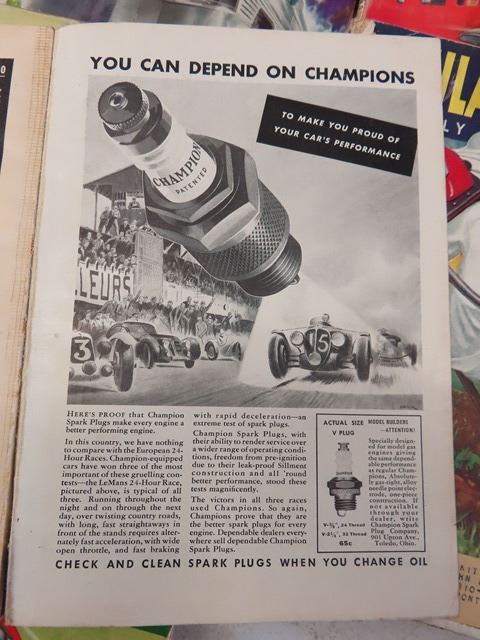 YOU CAN DEPEND ON CHAMPIONS
TO MAKE YOU PROUD OF
YOUR CAR'S PERFORMANCE
CHAMPION
PATENTED
LEURS
3
15
HERE'S PROOF that Champion
Spark Plugs make every engine a
better performing engine.
In this country, we have nothing
to compare with the European 24-
Hour Races. Champion-equipped
cars have won three of the most
important of these gruelling con-
tests—the LeMans 24-Hour Race,
pictured above, is typical of all
three. Running throughout the
night and on through the next
day, over twisting country roads,
with long, fast straightaways in
front of the stands requires alter-
nately fast acceleration, with wide
open throttle, and fast braking
with rapid deceleration—an
extreme test of spark plugs.
Champion Spark Plugs, with
their ability to render service over
a wider range of operating condi-
tions, freedom from pre-ignition
due to their leak-proof Sillment
construction and all 'round
better performance, stood these
tests magnificently.
The victors in all three races
used Champions. So again,
Champions prove that they are
the better spark plugs for every
engine. Dependable dealers every-
where sell dependable Champion
Spark Plugs.
ACTUAL SIZE
V PLUG
V-3/8", 24 Thread
32 Thread
65c
MODEL BUILDERS
—ATTENTION!
Specially design-
ed for model gas
engines giving
the same depend-
able performance
as regular Cham-
pions. Absolute-
ly gas-tight, alloy
needle point elec-
trode, one-piece
construction. If
not available
through your
dealer, write
Champion Spark
Plug Company,
901 Upton Ave.,
Toledo, Ohio.
CHECK AND CLEAN SPARK PLUGS WHEN YOU CHANGE OIL